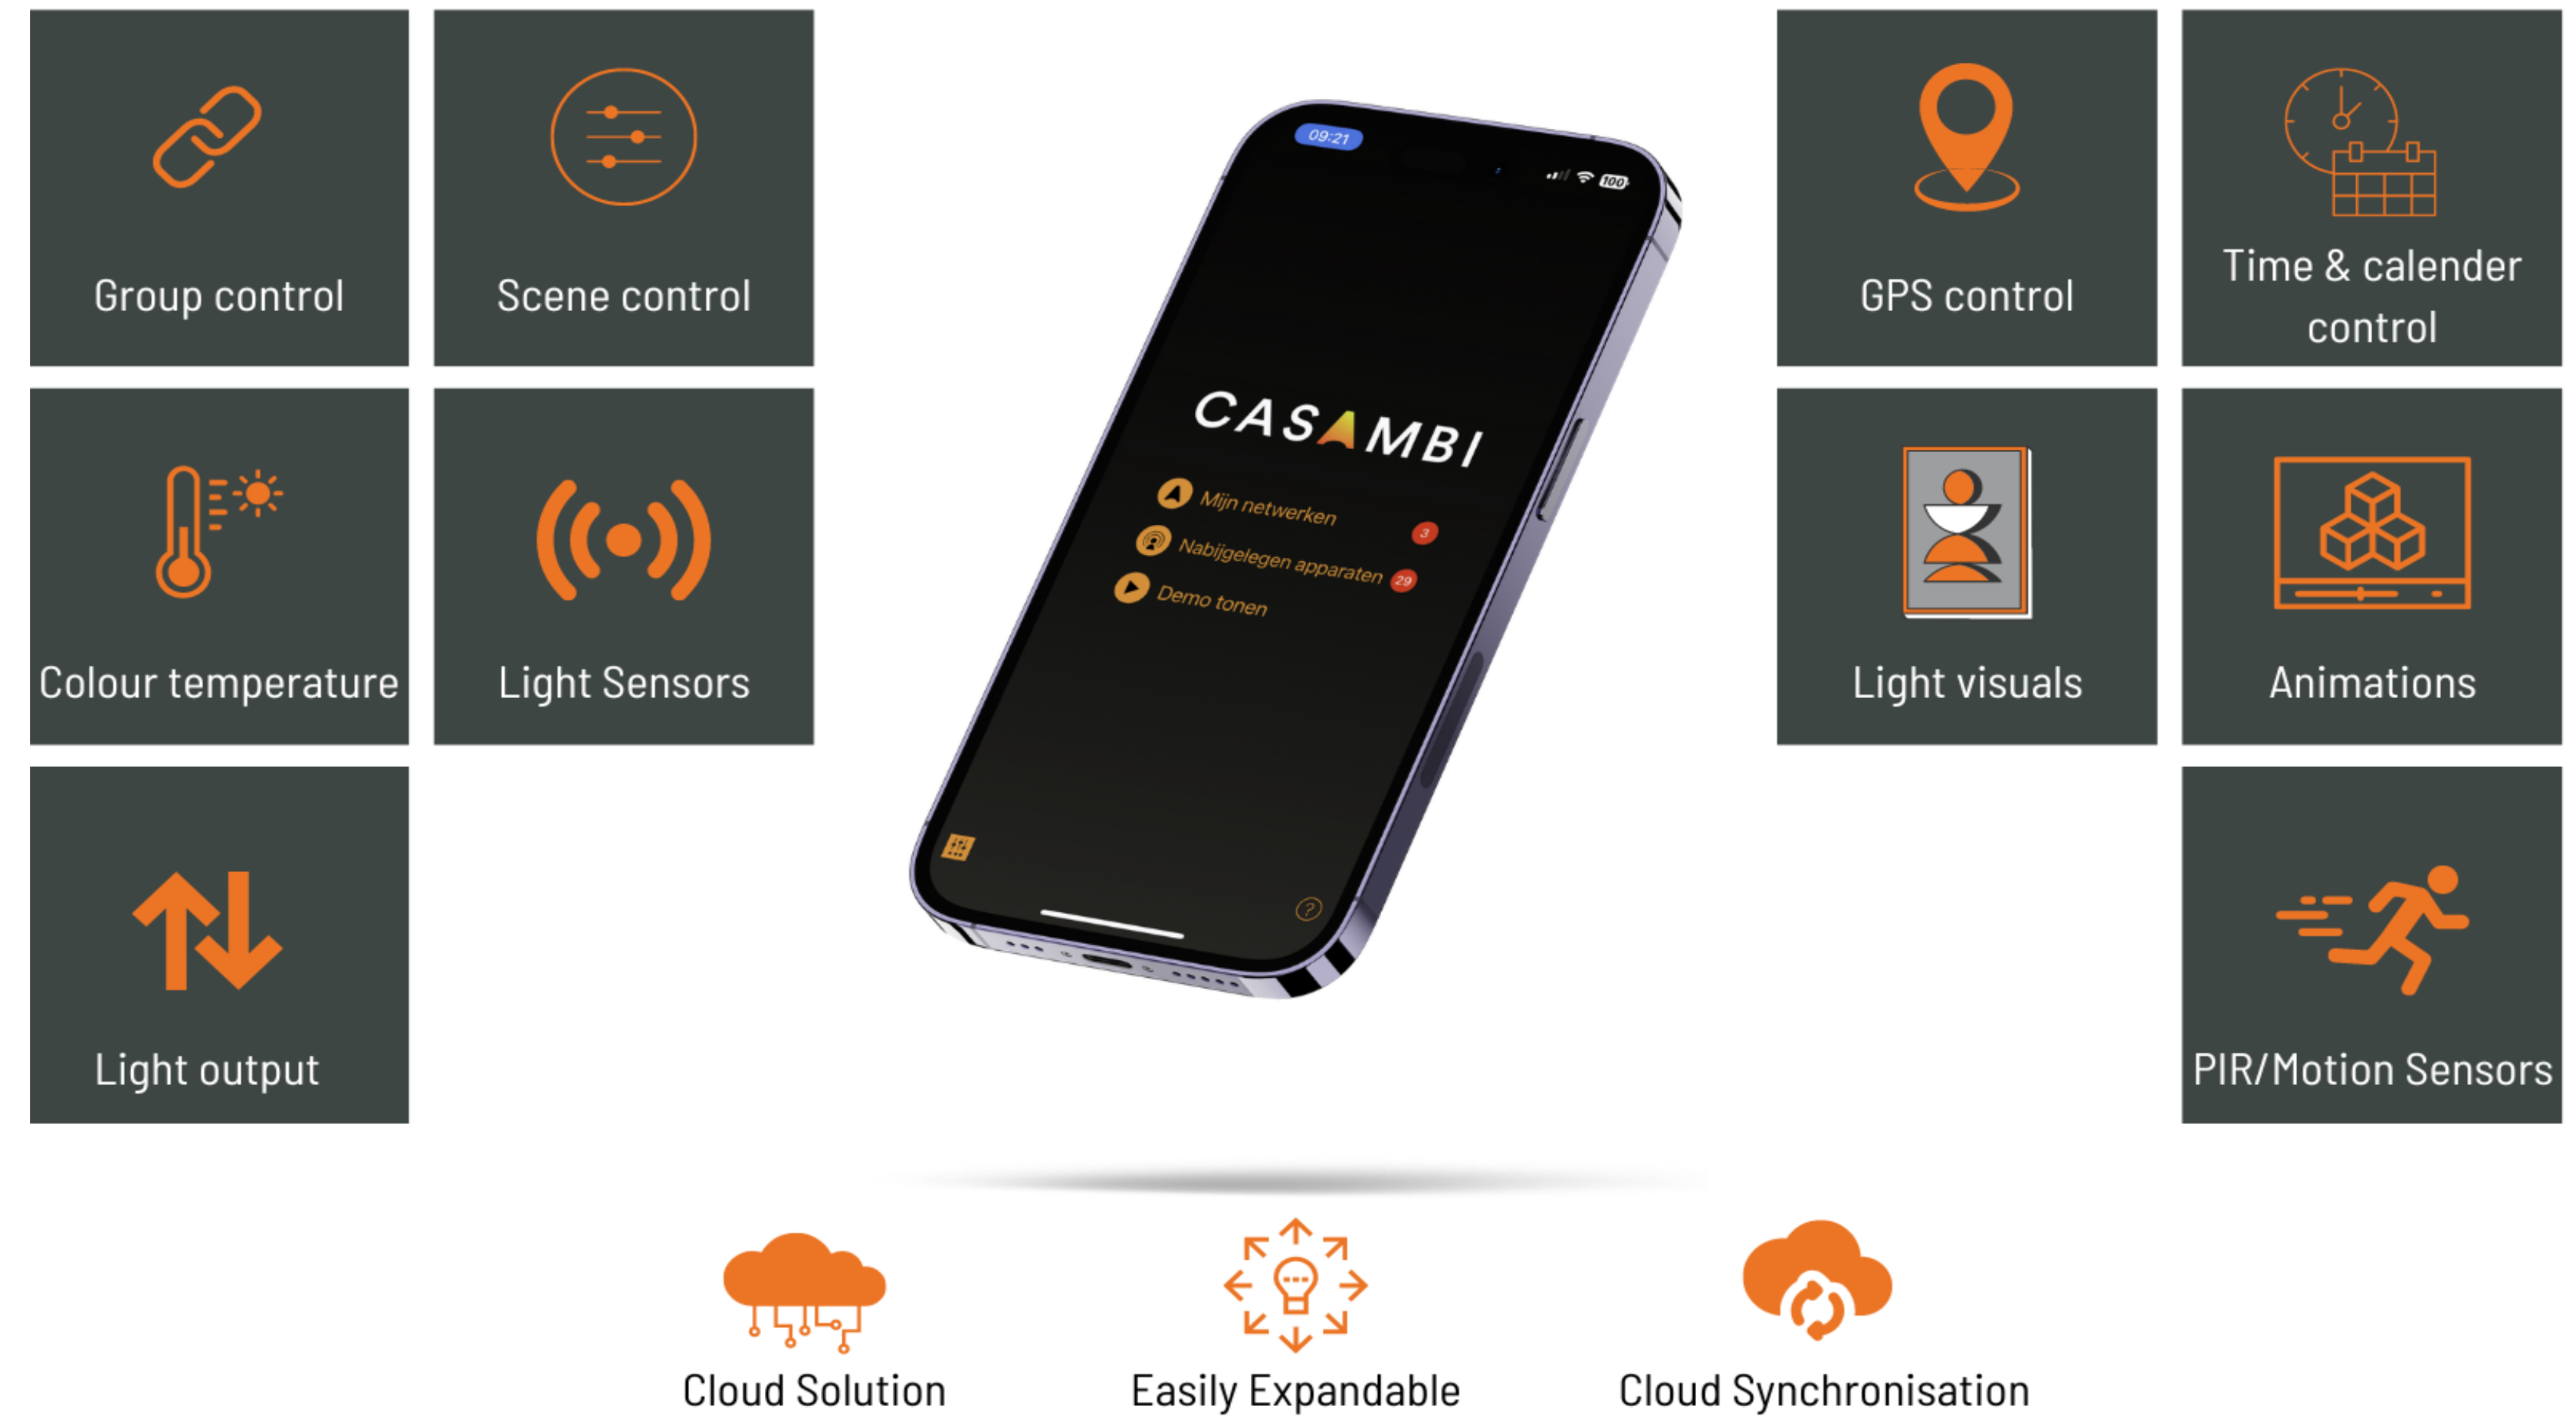 Group control
Scene control
Colour temperature
Light Sensors
Light output
09:21
100
CASAMBI
Mijn netwerken
3
Nabijgelegen apparaten
29
Demo tonen
?
GPS control
Time & calender
control
Light visuals
Animations
PIR/Motion Sensors
Cloud Solution
Easily Expandable
Cloud Synchronisation